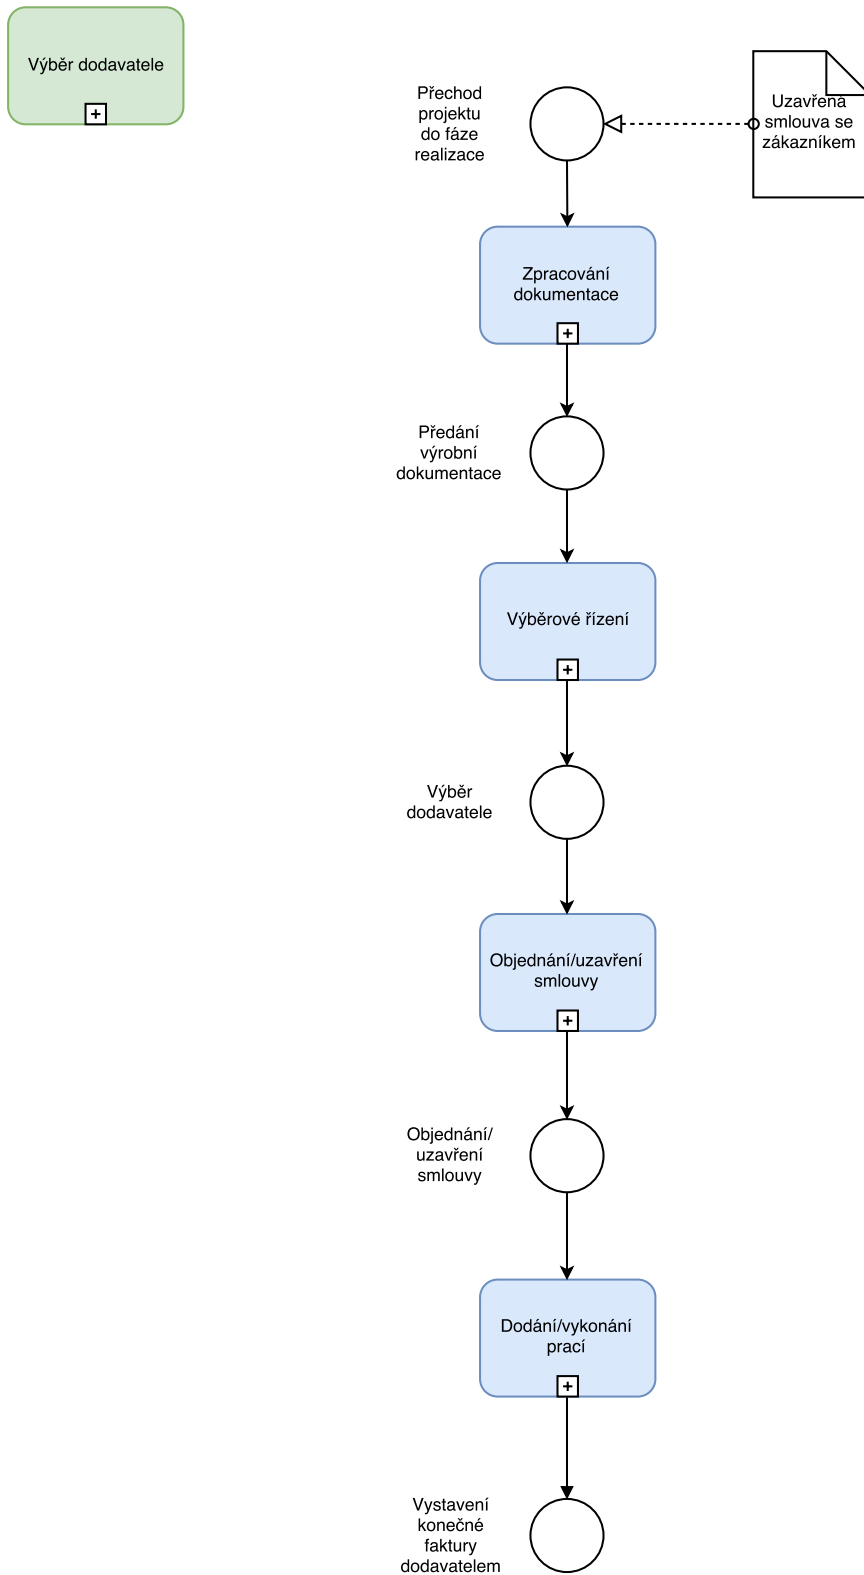 Výběr dodavatele
Přechod
projektu
do fáze
realizace
Uzavřená
smlouva se
zákazníkem
Zpracování
dokumentace
Předání
výrobní
dokumentace
Výběrové řízení
Výběr
dodavatele
Objednání/uzavření
smlouvy
Objednání/
uzavření
smlouvy
Dodání/vykonání
prací
Vystavení
konečné
faktury
dodavatelem